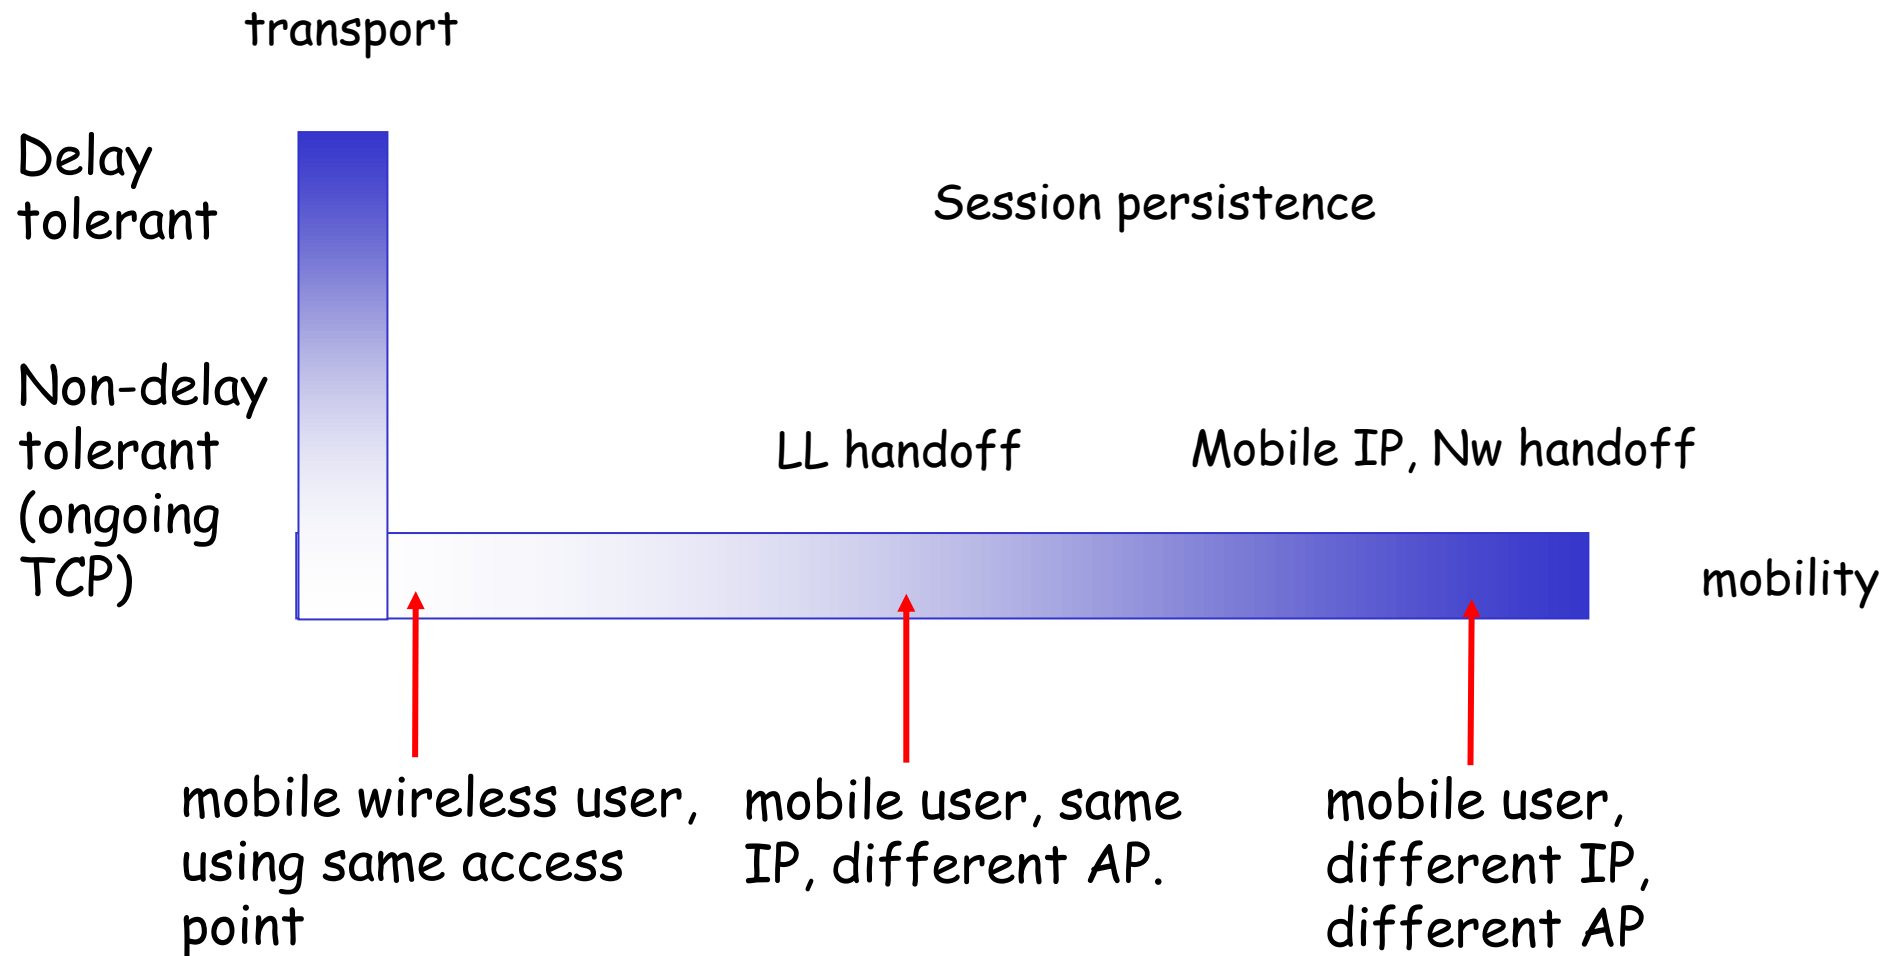 transport
Delay
tolerant
Session persistence
Non-delay
tolerant
(ongoing
TCP)
LL handoff
Mobile IP, Nw handoff
mobility
mobile wireless user,
using same access
point
mobile user, same
IP, different AP.
mobile user,
different IP,
different AP